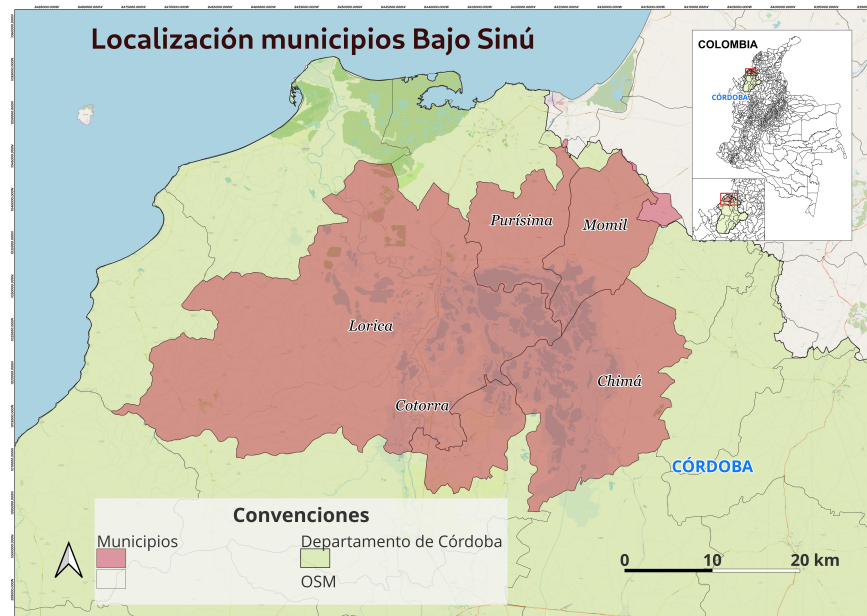 Localización municipios Bajo Sinú
COLOMBIA
CÓRDOBA
Purísima
Momil
Lorica
Chimá
Cotorra
CÓRDOBA
Convenciones
Municipios
Departamento de Córdoba
OSM
0 10 20 km